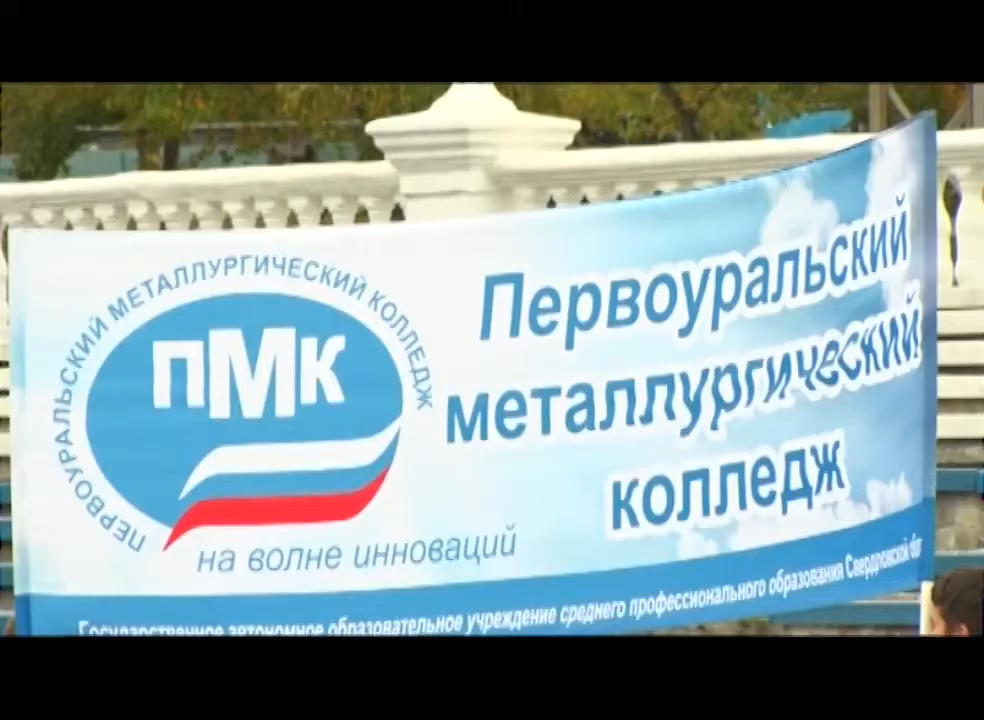 ПЕРВОУРАЛЬСКИЙ МЕТАЛЛУРГИЧЕСКИЙ КОЛЛЕДЖ
ПМК
на волне инноваций
Первоуральский
металлургический
колледж
Государственное автономное образовательное учреждение среднего профессионального образования Свердловской